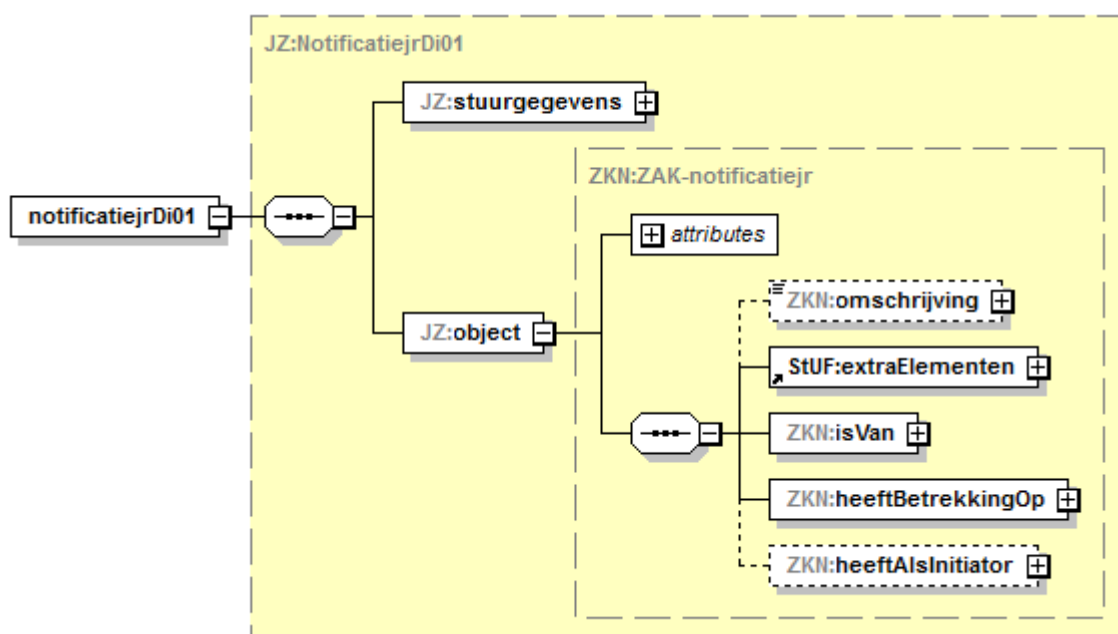 JZ:NotificatiejrDi01
JZ:stuurgegevens
ZKN:ZAK-notificatiejr
notificatiejrDi01
attributes
ZKN:omschrijving
JZ:object
StUF:extraElementen
ZKN:isVan
ZKN:heeftBetrekkingOp
ZKN:heeftAlsInitiator